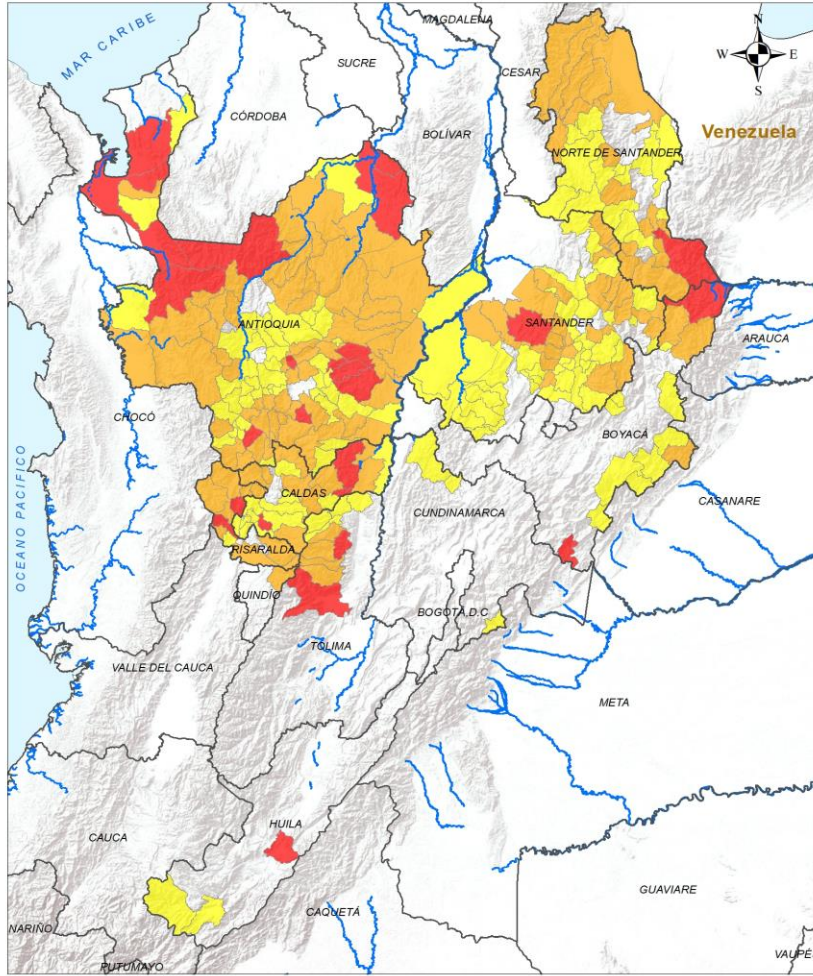 MAGDALENA
N
W E
S
MAR CARIBE
SUCRE
CESAR
CÓRDOBA
BOLÍVAR
Venezuela
NORTE DE SANTANDER
ANTIOQUIA
SANTANDER
ARAUCA
CHOCÓ
BOYACÁ
OCEANO PACIFICO
CALDAS
CUNDINAMARCA
CASANARE
RISARALDA
QUINDÍO
BOGOTÁ, D.C
TOLIMA
VALLE DEL CAUCA
META
HUILA
CAUCA
GUAVIARE
CAQUETÁ
NARIÑO
PUTUMAYO
VAUPÉ